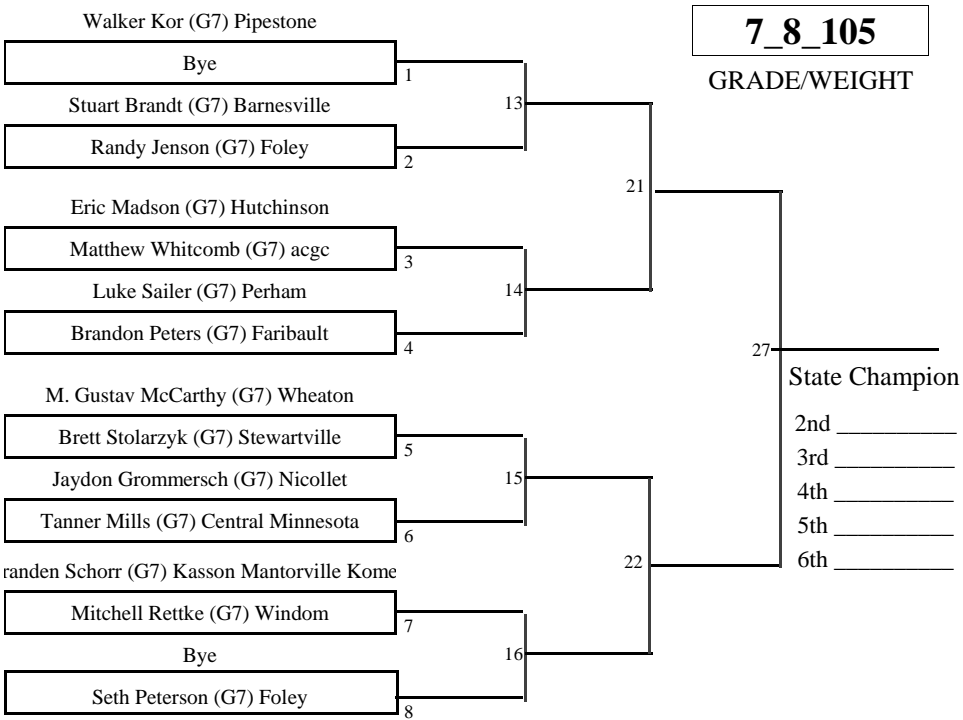 Walker Kor (G7) Pipestone
7_8_105
Bye
1
GRADE/WEIGHT
Stuart Brandt (G7) Barnesville
13
Randy Jenson (G7) Foley
2
21
Eric Madson (G7) Hutchinson
Matthew Whitcomb (G7) acgc
3
Luke Sailer (G7) Perham
14
Brandon Peters (G7) Faribault
4
27
State Champion
M. Gustav McCarthy (G7) Wheaton
2nd __________
Brett Stolarzyk (G7) Stewartville
5
3rd __________
Jaydon Grommersch (G7) Nicollet
15
4th __________
Tanner Mills (G7) Central Minnesota
6
5th __________
22
6th __________
randen Schorr (G7) Kasson Mantorville Kome
Mitchell Rettke (G7) Windom
7
Bye
16
Seth Peterson (G7) Foley
8